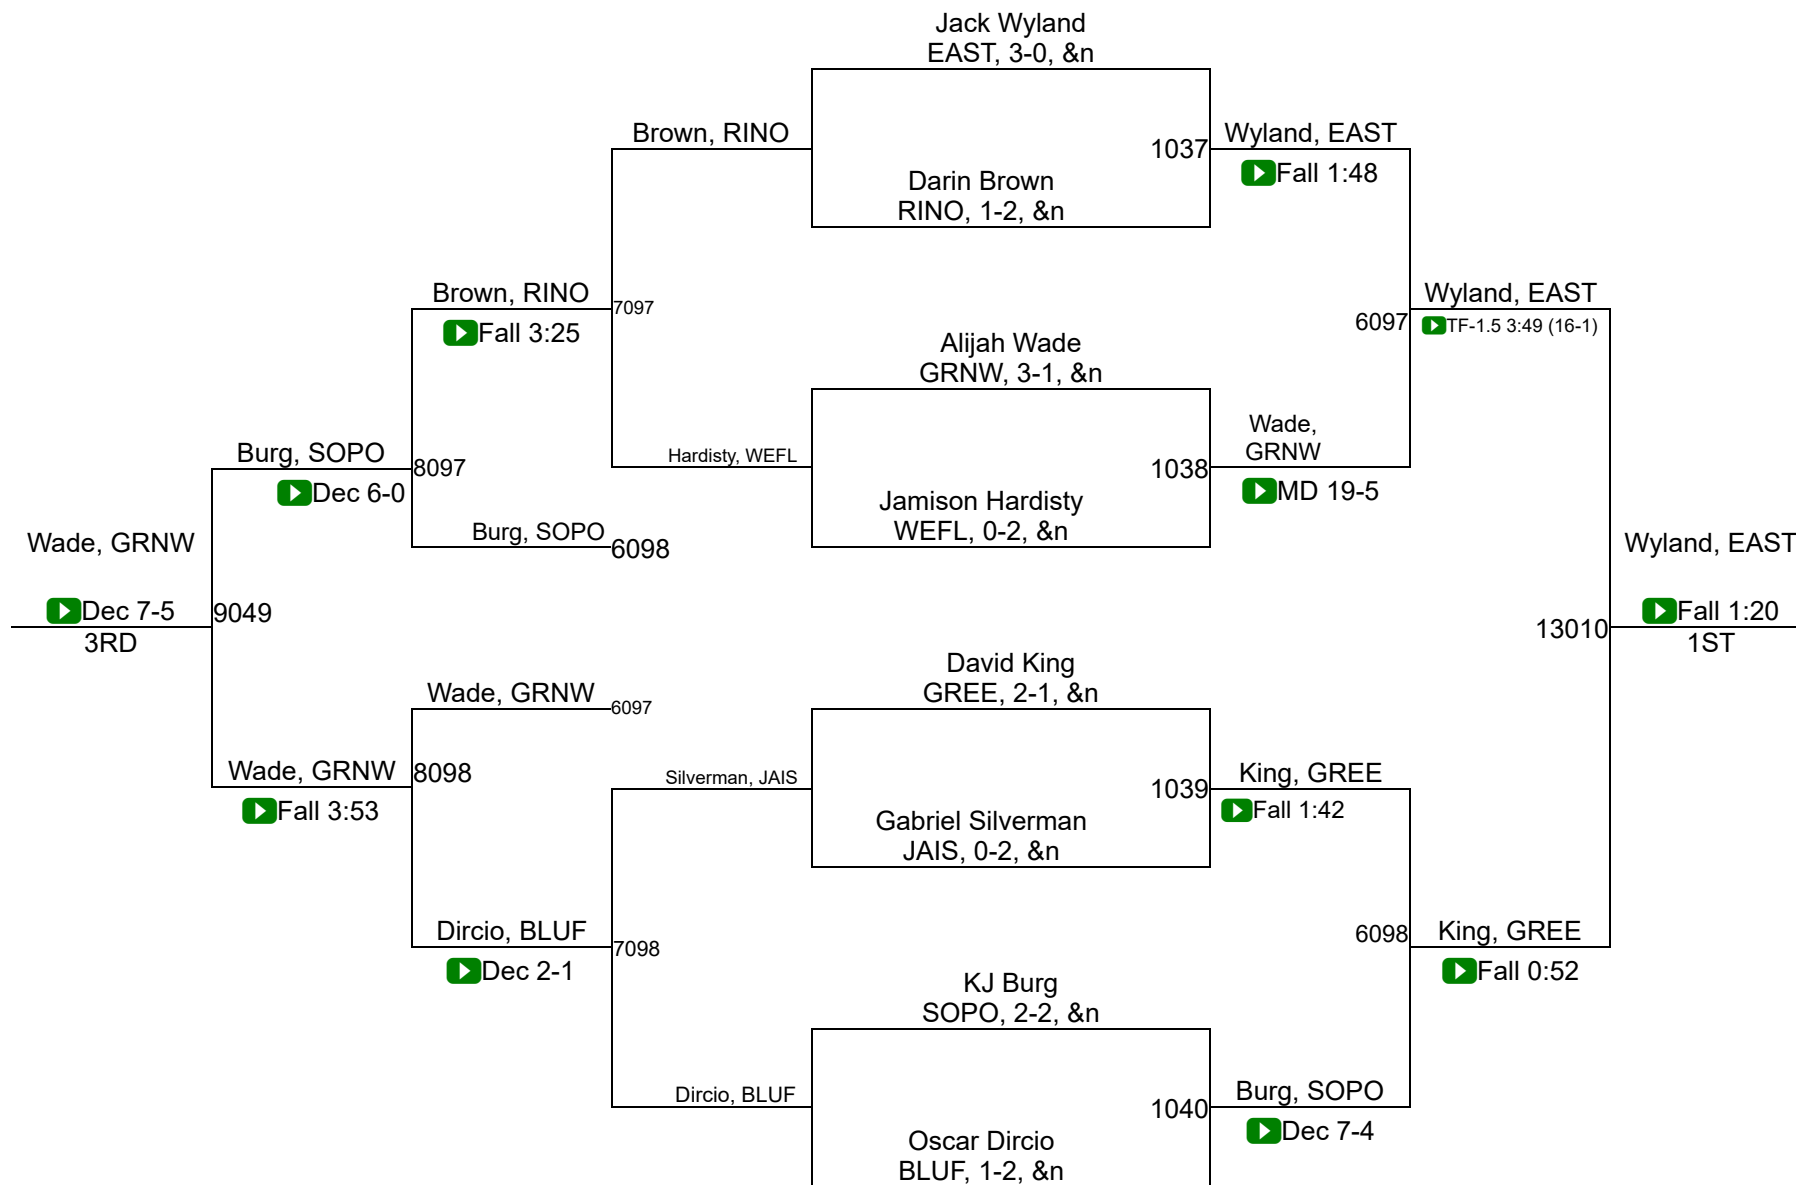 Jack Wyland
EAST, 3-0, &n
Brown, RINO
1037
Wyland, EAST
Fall 1:48
Darin Brown
RINO, 1-2, &n
Brown, RINO
Fall 3:25
7097
6097
Wyland, EAST
TF-1.5 3:49 (16-1)
Alijah Wade
GRNW, 3-1, &n
Burg, SOPO
Dec 6-0
8097
Hardisty, WEFL
1038
Wade,
GRNW
MD 19-5
Jamison Hardisty
WEFL, 0-2, &n
Burg, SOPO
6098
Wade, GRNW
Dec 7-5
3RD
9049
Wyland, EAST
13010
Fall 1:20
1ST
David King
GREE, 2-1, &n
Wade, GRNW
6097
Wade, GRNW
Fall 3:53
8098
Silverman, JAIS
1039
King, GREE
Fall 1:42
Gabriel Silverman
JAIS, 0-2, &n
Dircio, BLUF
Dec 2-1
7098
6098
King, GREE
Fall 0:52
KJ Burg
SOPO, 2-2, &n
Dircio, BLUF
1040
Burg, SOPO
Dec 7-4
Oscar Dircio
BLUF, 1-2, &n